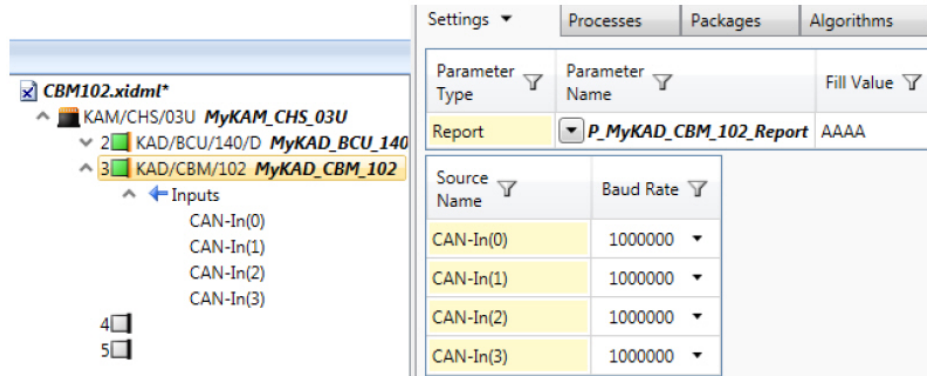 Settings Processes Packages Algorithms
CBM102.xidml*
KAM/CHS/03U MyKAM_CHS_03U
2 KAD/BCU/140/D MyKAD_BCU_140
3 KAD/CBM/102 MyKAD_CBM_102
Inputs
CAN-In(0)
CAN-In(1)
CAN-In(2)
CAN-In(3)
4
5
Parameter Type Parameter Name Fill Value
Report P_MyKAD_CBM_102_Report AAAA
Source Name Baud Rate
CAN-In(0) 1000000
CAN-In(1) 1000000
CAN-In(2) 1000000
CAN-In(3) 1000000